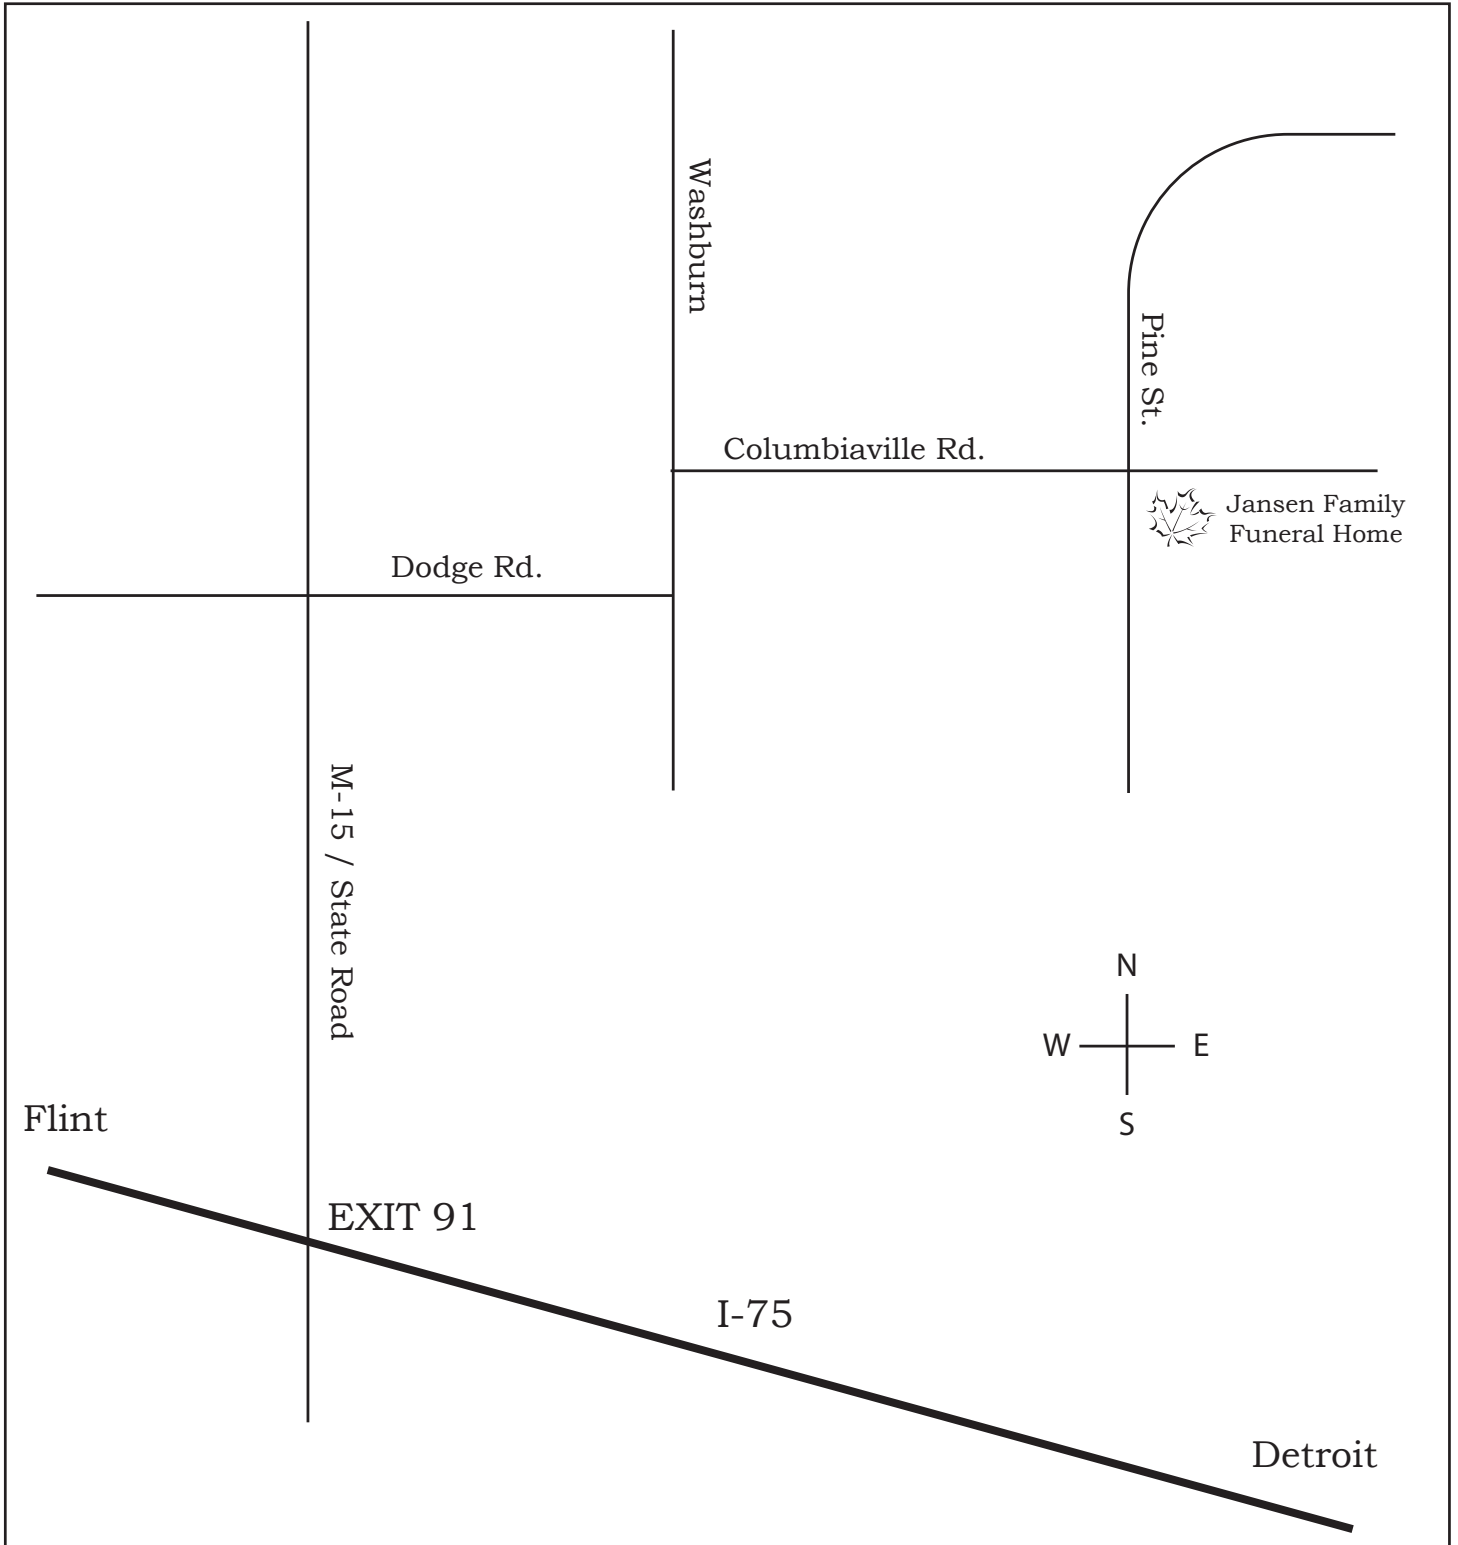 Washburn
Pine St.
Columbiaville Rd.
Jansen Family
Funeral Home
Dodge Rd.
M-15 / State Road
N
W
E
S
Flint
EXIT 91
I-75
Detroit